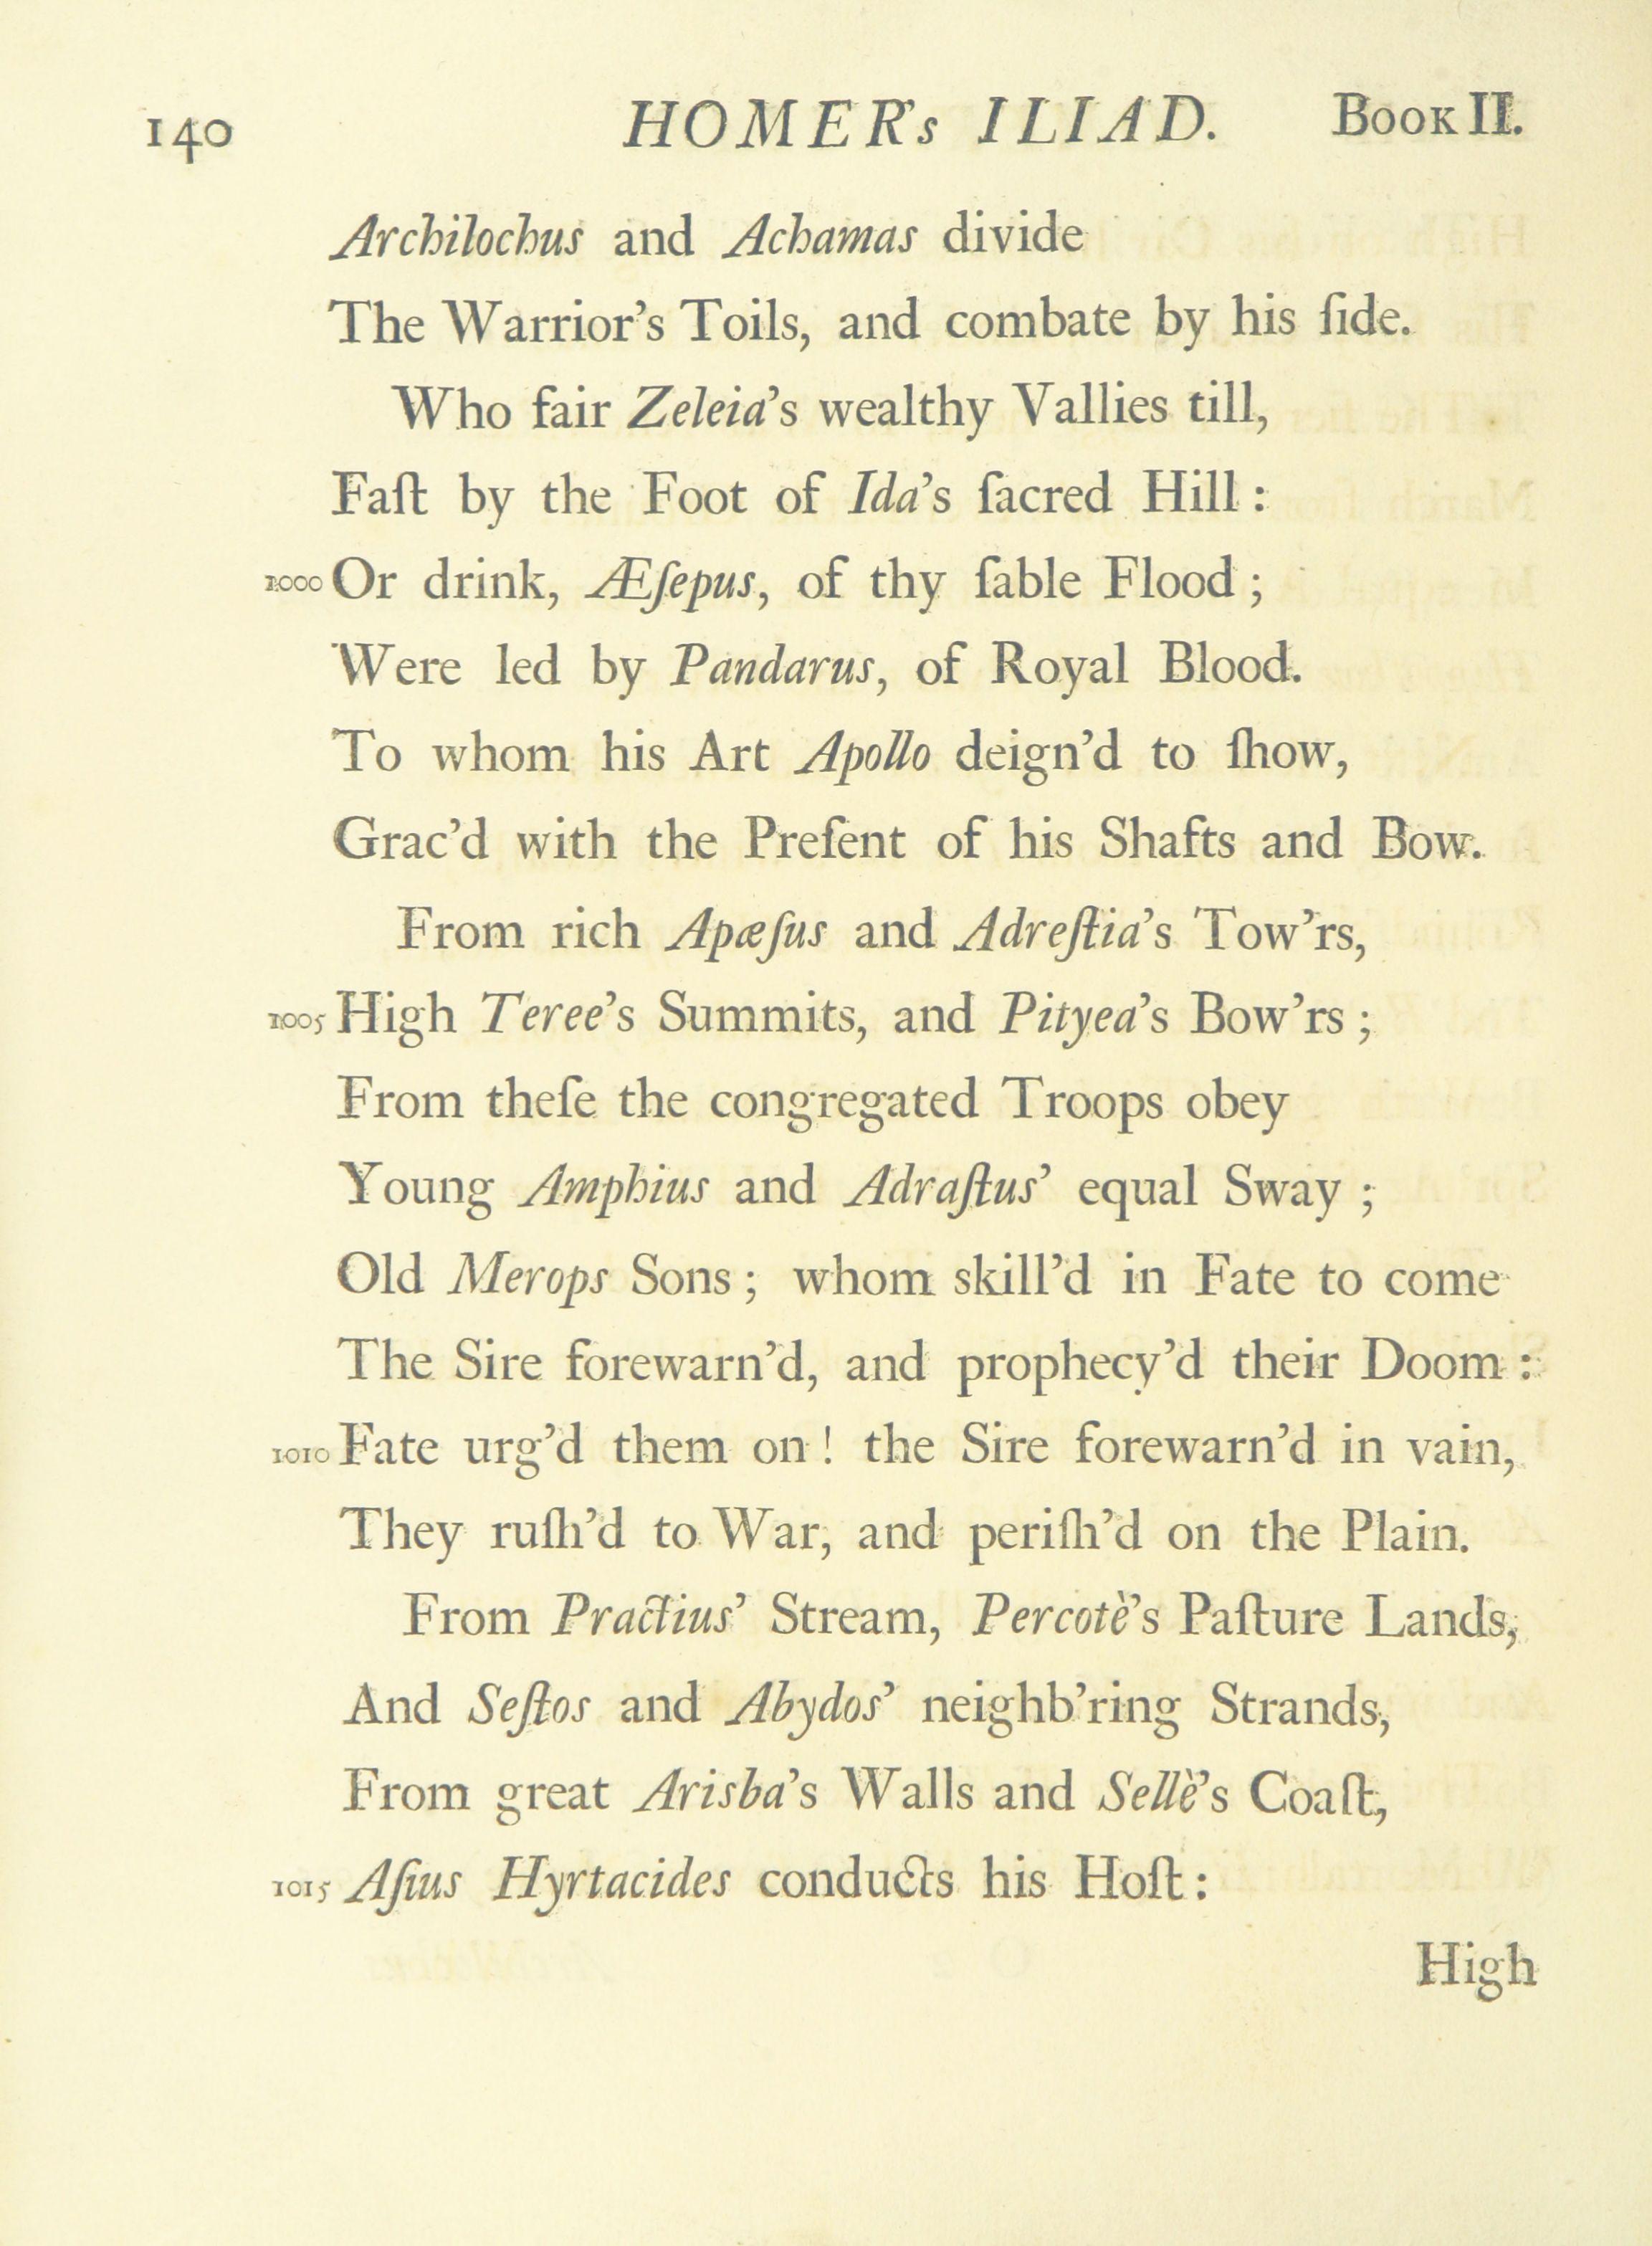 140 HOMER's ILIAD. BOOK II.
Archilochus and Achamas divide
The Warrior's Toils, and combate by his ſide.
Who fair Zeleia's wealthy Vallies till,
Faſt by the Foot of Ida's ſacred Hill:
1000 Or drink, Æſepus, of thy ſable Flood;
Were led by Pandarus, of Royal Blood.
To whom his Art Apollo deign'd to ſhow,
Grac'd with the Preſent of his Shafts and Bow.
From rich Apæſus and Adreſtia's Tow'rs,
1005 High Teree's Summits, and Pityea's Bow'rs;
From theſe the congregated Troops obey
Young Amphius and Adraſtus' equal Sway;
Old Merops Sons; whom skill'd in Fate to come
The Sire forewarn'd, and prophecy'd their Doom:
1010 Fate urg'd them on! the Sire forewarn'd in vain,
They ruſh'd to War, and periſh'd on the Plain.
From Practius' Stream, Percotè's Paſture Lands,
And Seſtos and Abydos' neighb'ring Strands,
From great Arisba's Walls and Sellè's Coaſt,
1015 Aſius Hyrtacides conducts his Hoſt:
High